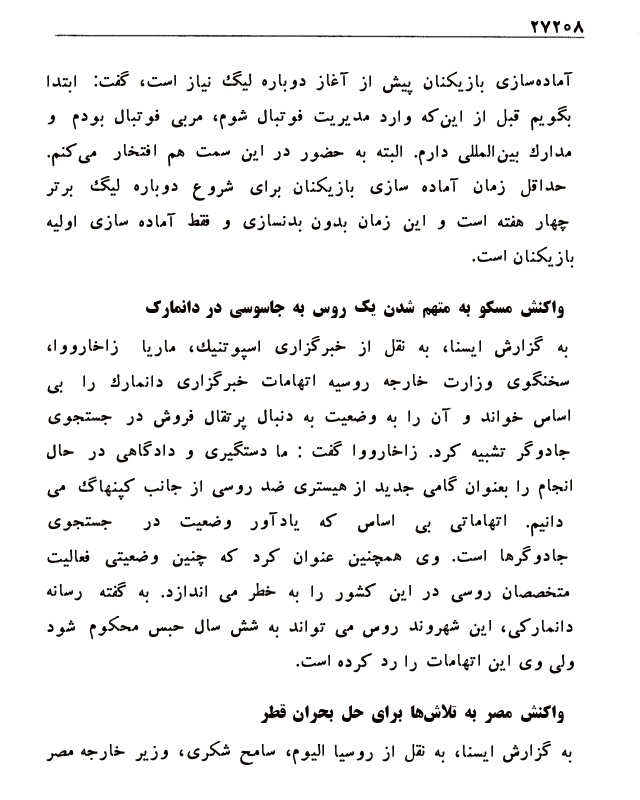 ۲۷۲۰۸
آماده‌سازی بازیکنان پیش از آغاز دوباره لیگ نیاز است، گفت: ابتدا
بگویم قبل از این‌که وارد مدیریت فوتبال شوم، مربی فوتبال بودم و
مدارك بین‌المللی دارم. البته به حضور در این سمت هم افتخار می‌کنم.
حداقل زمان آماده سازی بازیکنان برای شروع دوباره لیگ برتر
چهار هفته است و این زمان بدون بدنسازی و فقط آماده سازی اولیه
بازیکنان است.
واکنش مسکو به متهم شدن یک روس به جاسوسی در دانمارک
به گزارش ایسنا، به نقل از خبرگزاری اسپوتنیك، ماریا زاخارووا،
سخنگوی وزارت خارجه روسیه اتهامات خبرگزاری دانمارك را بی
اساس خواند و آن را به وضعیت به دنبال پرتقال فروش در جستجوی
جادوگر تشبیه کرد. زاخارووا گفت : ما دستگیری و دادگاهی در حال
انجام را بعنوان گامی جدید از هیستری ضد روسی از جانب کپنهاگ می
دانیم. اتهاماتی بی اساس که یادآور وضعیت در جستجوی
جادوگرها است. وی همچنین عنوان کرد که چنین وضعیتی فعالیت
متخصصان روسی در این کشور را به خطر می اندازد. به گفته رسانه
دانمارکی، این شهروند روس می تواند به شش سال حبس محکوم شود
ولی وی این اتهامات را رد کرده است.
واکنش مصر به تلاش‌ها برای حل بحران قطر
به گزارش ایسنا، به نقل از روسیا الیوم، سامح شکری، وزیر خارجه مصر